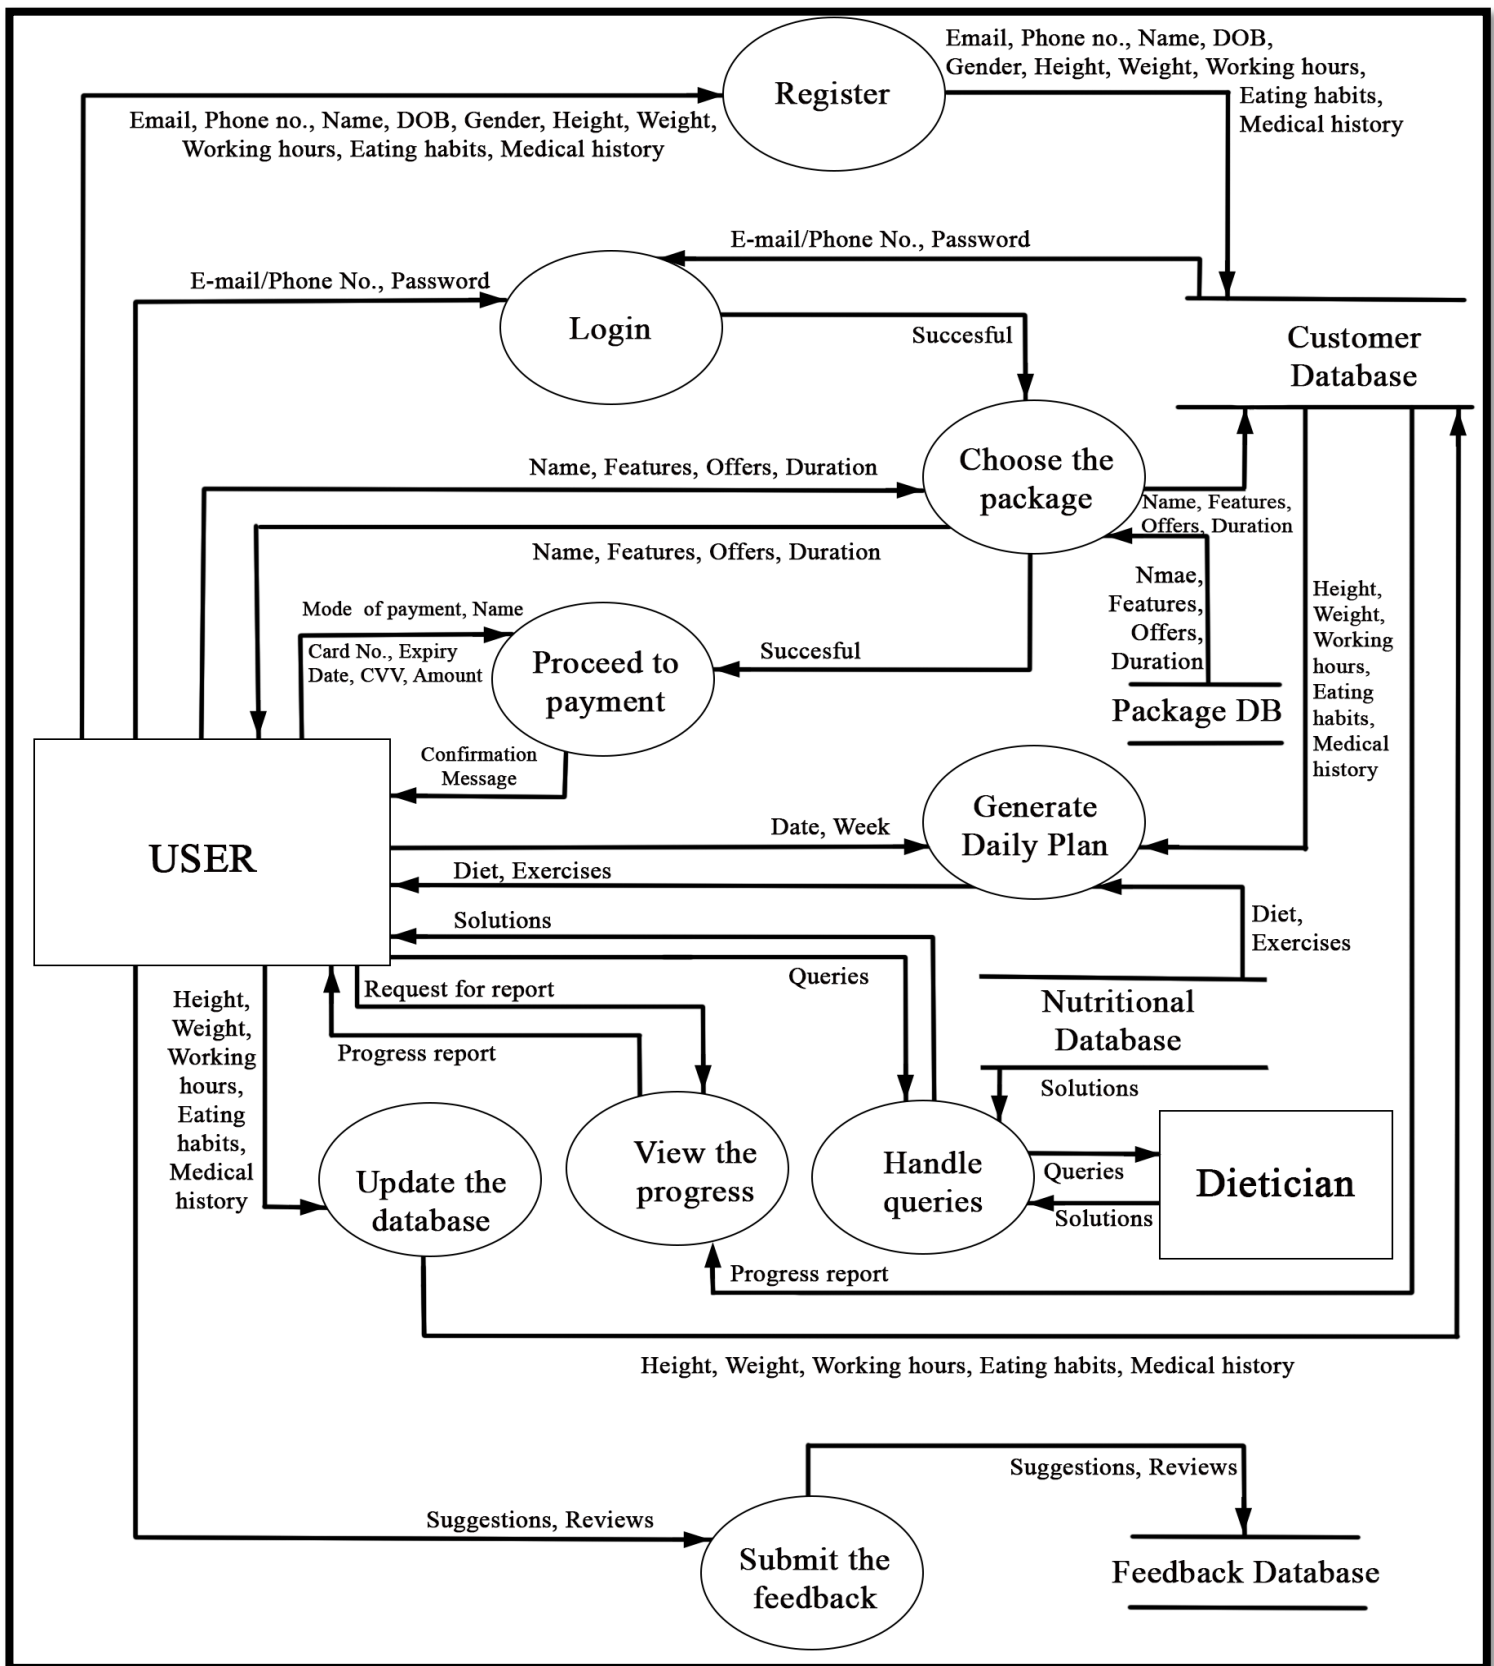 Register
Email, Phone no., Name, DOB,
Gender, Height, Weight, Working hours,
Eating habits,
Medical history
Email, Phone no., Name, DOB, Gender, Height, Weight,
Working hours, Eating habits, Medical history
E-mail/Phone No., Password
E-mail/Phone No., Password
Login
Succesful
Customer
Database
Choose the
package
Name, Features, Offers, Duration
Name, Features,
Offers, Duration
Name, Features, Offers, Duration
Nmae,
Features,
Offers,
Duration
Package DB
Height,
Weight,
Working
hours,
Eating
habits,
Medical
history
Mode of payment, Name
Card No., Expiry
Date, CVV, Amount
Proceed to
payment
Succesful
Confirmation
Message
USER
Generate
Daily Plan
Date, Week
Diet, Exercises
Diet,
Exercises
Solutions
Queries
Request for report
Progress report
Nutritional
Database
Solutions
Height,
Weight,
Working
hours,
Eating
habits,
Medical
history
Update the
database
View the
progress
Handle
queries
Queries
Solutions
Dietician
Progress report
Height, Weight, Working hours, Eating habits, Medical history
Suggestions, Reviews
Suggestions, Reviews
Submit the
feedback
Feedback Database